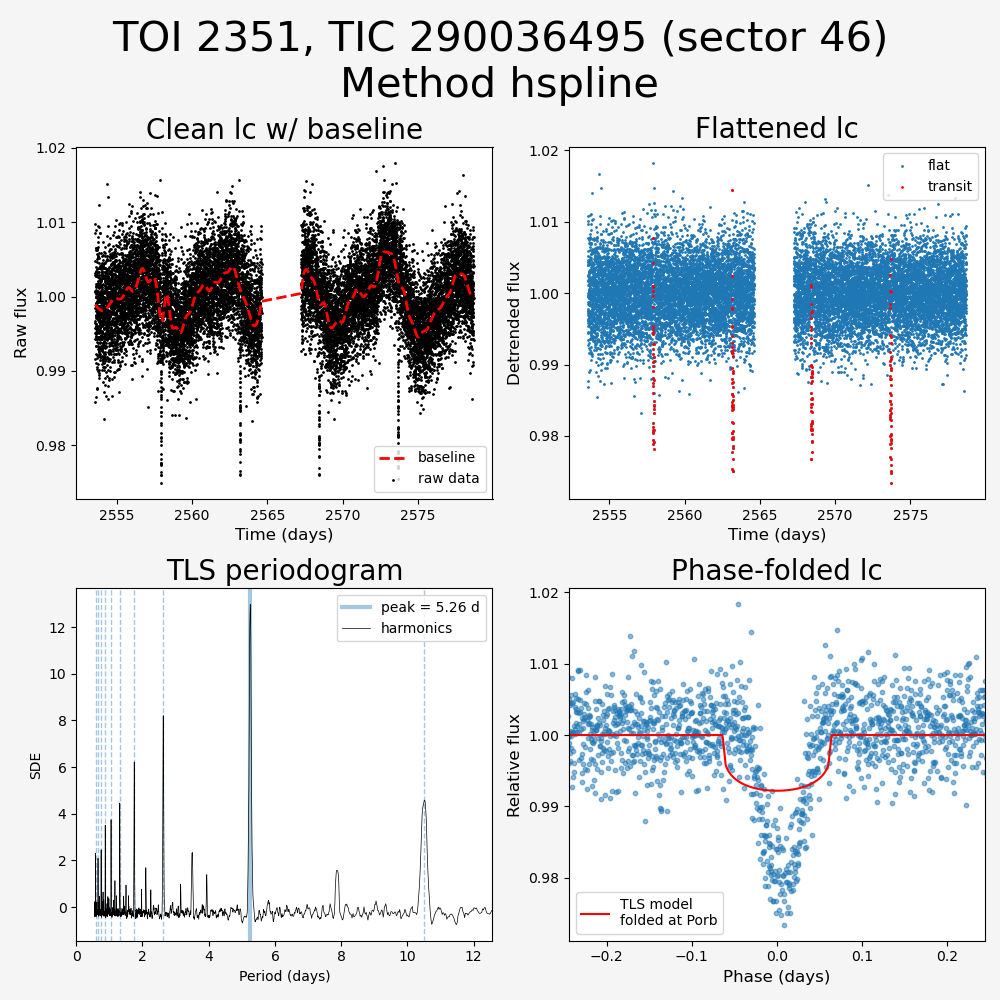 TOI 2351, TIC 290036495 (sector 46)
Method hspline
Clean lc w/ baseline
1.02
1.01
1.00
0.99
0.98
Raw flux
2555
2560
2565
2570
2575
Time (days)
baseline
raw data
Flattened lc
1.02
1.01
1.00
0.99
0.98
Detrended flux
2555
2560
2565
2570
2575
Time (days)
flat
transit
TLS periodogram
12
10
8
6
4
2
0
SDE
0
2
4
6
8
10
12
Period (days)
peak = 5.26 d
harmonics
Phase-folded lc
1.02
1.01
1.00
0.99
0.98
Relative flux
−0.2
−0.1
0.0
0.1
0.2
Phase (days)
TLS model
folded at Porb